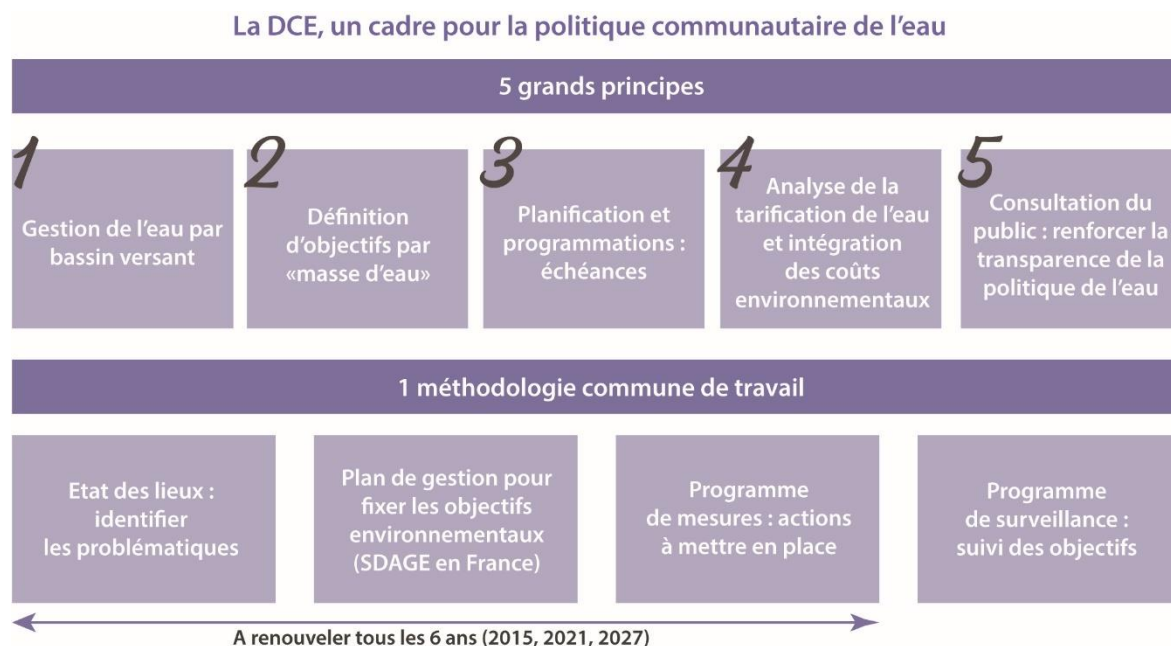 La DCE, un cadre pour la politique communautaire de l'eau
5 grands principes
1
Gestion de l'eau par
bassin versant
2
Définition
d'objectifs par
«masse d'eau»
3
Planification et
programmations :
échéances
4
Analyse de la
tarification de l'eau
et intégration
des coûts
environnementaux
5
Consultation du
public : renforcer la
transparence de la
politique de l'eau
1 méthodologie commune de travail
Etat des lieux :
identifier
les problématiques
Plan de gestion pour
fixer les objectifs
environnementaux
(SDAGE en France)
Programme
de mesures : actions
à mettre en place
Programme
de surveillance :
suivi des objectifs
A renouveler tous les 6 ans (2015, 2021, 2027)